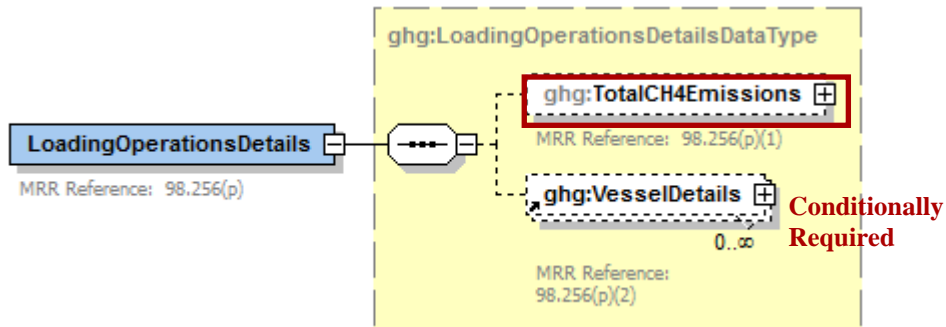 ghg:LoadingOperationsDetailsDataType
ghg:TotalCH4Emissions
MRR Reference: 98.256(p)(1)
LoadingOperationsDetails
MRR Reference: 98.256(p)
ghg:VesselDetails
0..∞
Conditionally
Required
MRR Reference:
98.256(p)(2)